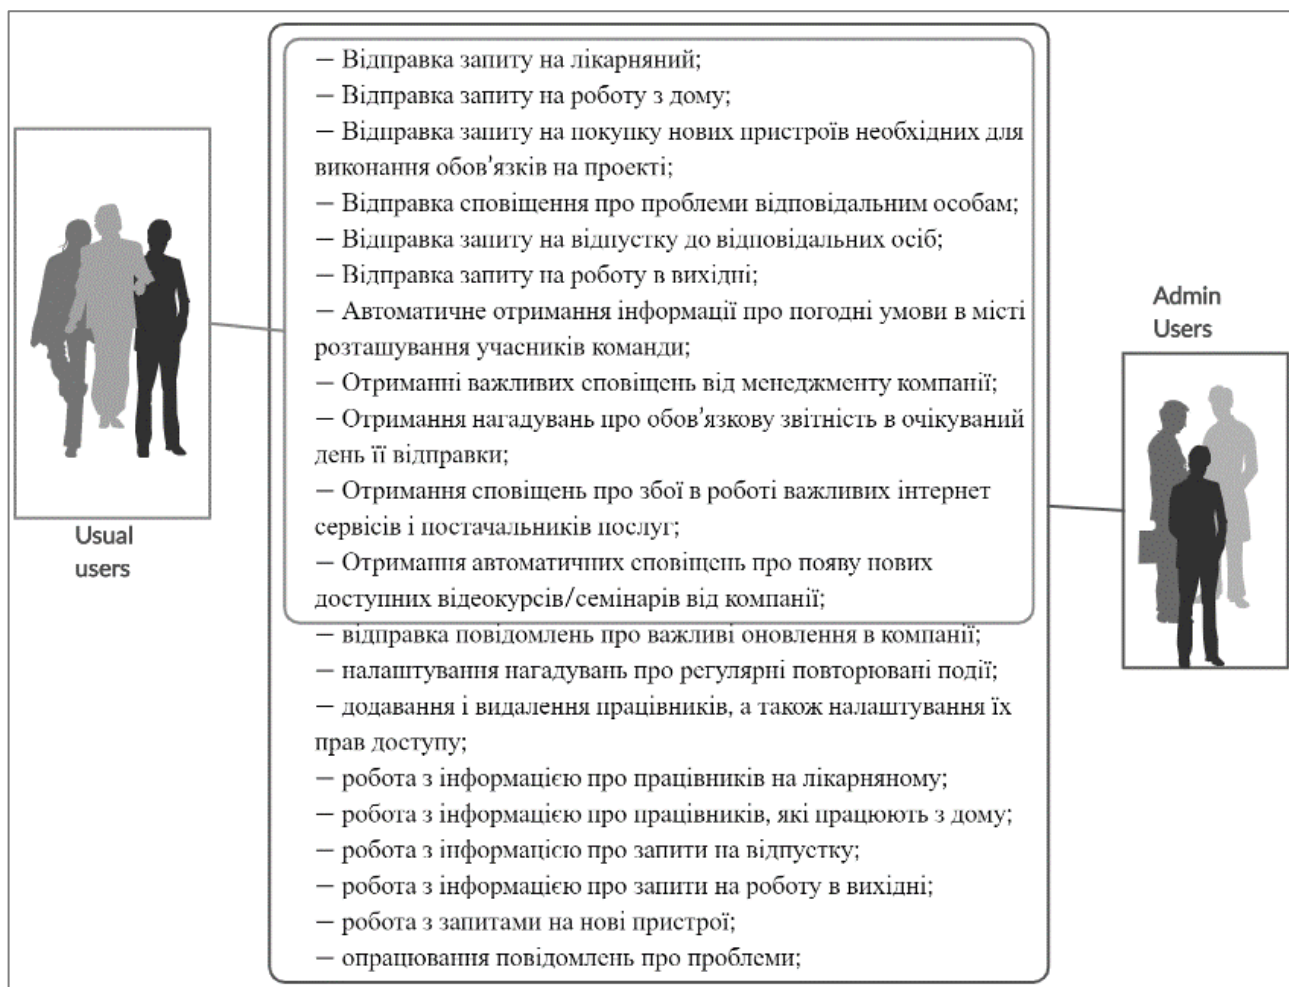 — Відправка запиту на лікарняний;
— Відправка запиту на роботу з дому;
— Відправка запиту на покупку нових пристроїв необхідних для
виконання обов’язків на проекті;
— Відправка сповіщення про проблеми відповідальним особам;
— Відправка запиту на відпустку до відповідальних осіб;
— Відправка запиту на роботу в вихідні;
— Автоматичне отримання інформації про погодні умови в місті
розташування учасників команди;
— Отриманні важливих сповіщень від менеджменту компанії;
— Отримання нагадувань про обов’язкову звітність в очікуваний
день її відправки;
— Отримання сповіщень про збої в роботі важливих інтернет
сервісів і постачальників послуг;
— Отримання автоматичних сповіщень про появу нових
доступних відеокурсів/семінарів від компанії;
— відправка повідомлень про важливі оновлення в компанії;
— налаштування нагадувань про регулярні повторювані події;
— додавання і видалення працівників, а також налаштування їх
прав доступу;
— робота з інформацією про працівників на лікарняному;
— робота з інформацією про працівників, які працюють з дому;
— робота з інформацією про запити на відпустку;
— робота з інформацією про запити на роботу в вихідні;
— робота з запитами на нові пристрої;
— опрацювання повідомлень про проблеми;
Usual
users
Admin
Users